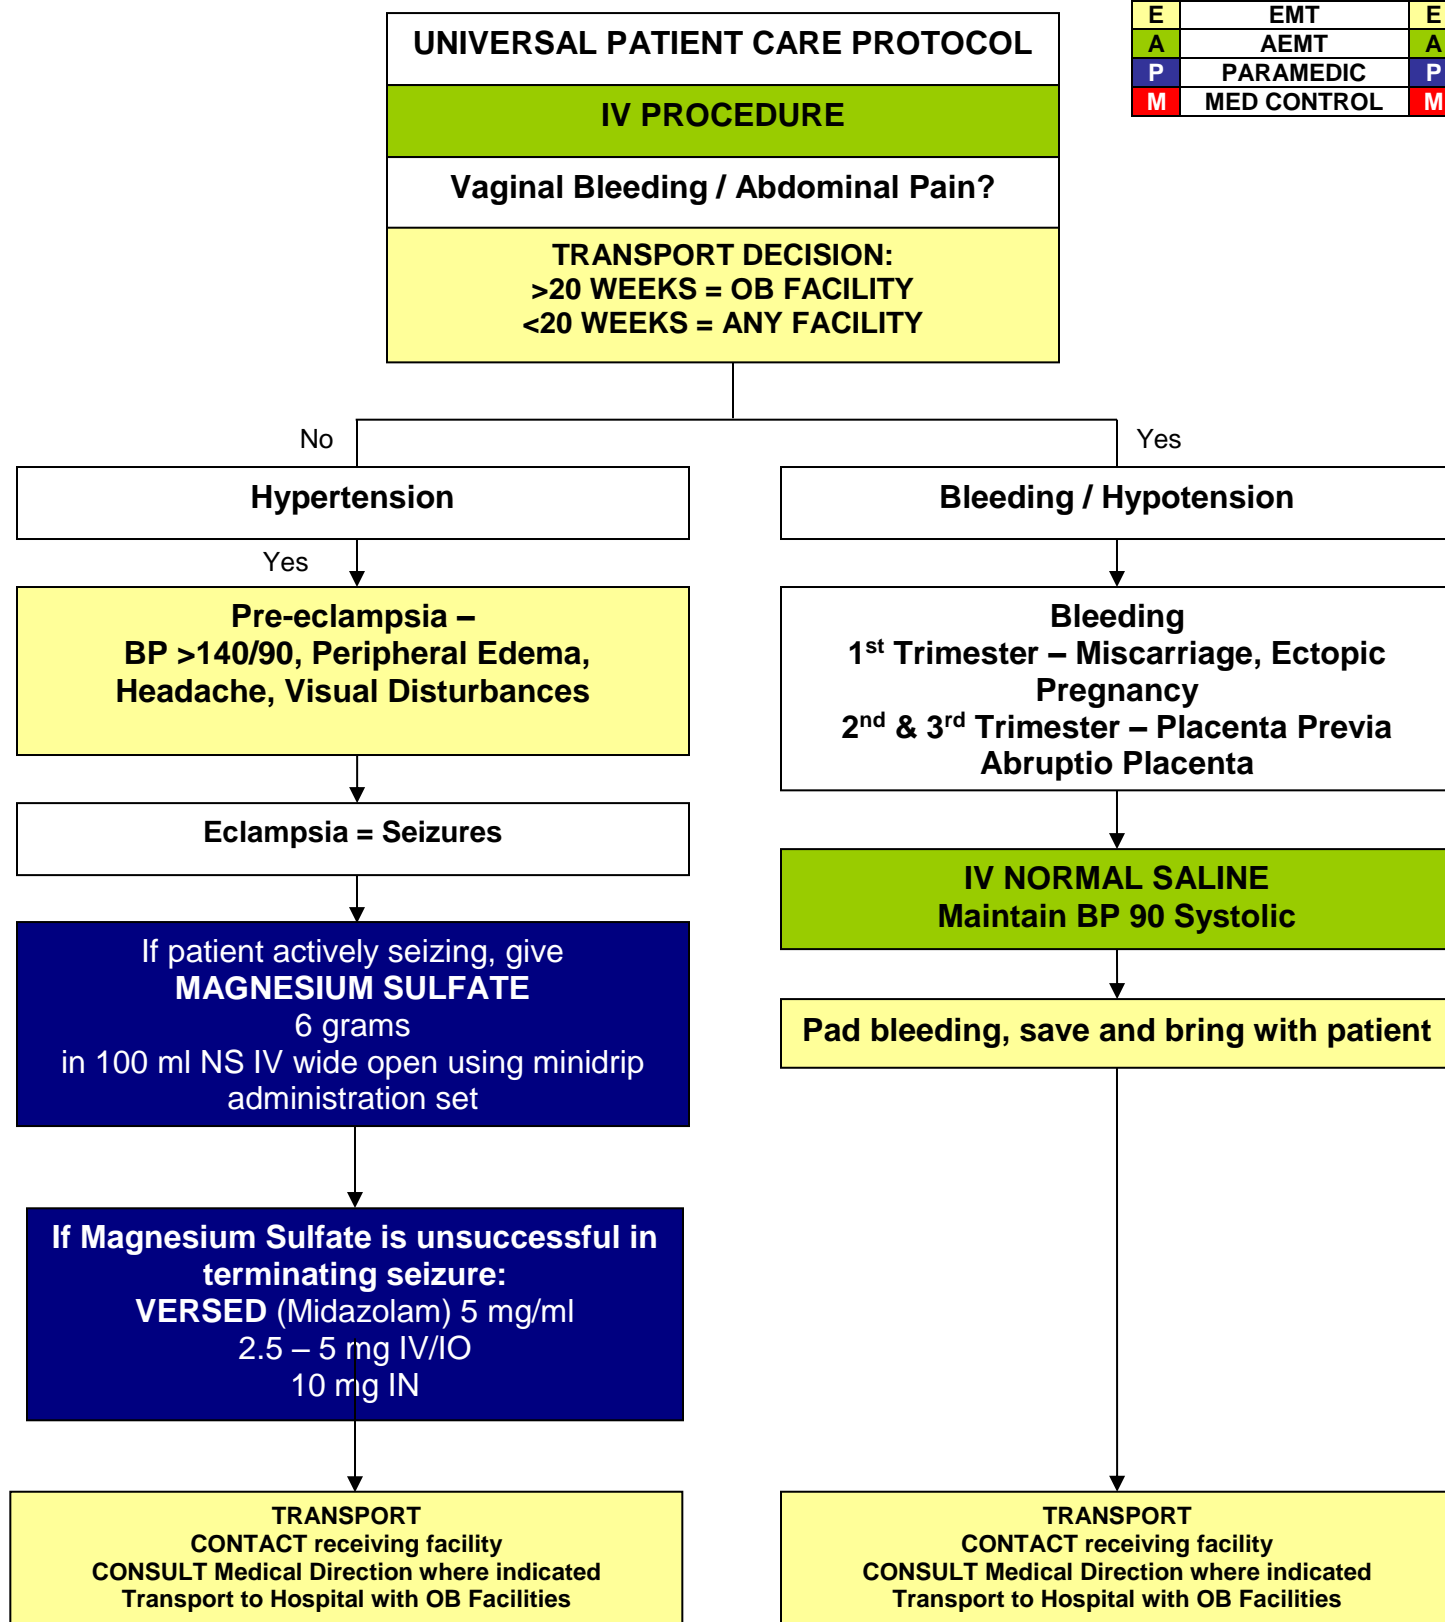 E EMT E
A AEMT A
P PARAMEDIC P
M MED CONTROL M
UNIVERSAL PATIENT CARE PROTOCOL
IV PROCEDURE
Vaginal Bleeding / Abdominal Pain?
TRANSPORT DECISION:
>20 WEEKS = OB FACILITY
<20 WEEKS = ANY FACILITY
No
Hypertension
Yes
Pre-eclampsia –
BP >140/90, Peripheral Edema,
Headache, Visual Disturbances
Eclampsia = Seizures
If patient actively seizing, give
MAGNESIUM SULFATE
6 grams
in 100 ml NS IV wide open using minidrip
administration set
If Magnesium Sulfate is unsuccessful in
terminating seizure:
VERSED (Midazolam) 5 mg/ml
2.5 – 5 mg IV/IO
10 mg IN
TRANSPORT
CONTACT receiving facility
CONSULT Medical Direction where indicated
Transport to Hospital with OB Facilities
Yes
Bleeding / Hypotension
Bleeding
1st Trimester – Miscarriage, Ectopic
Pregnancy
2nd & 3rd Trimester – Placenta Previa
Abruptio Placenta
IV NORMAL SALINE
Maintain BP 90 Systolic
Pad bleeding, save and bring with patient
TRANSPORT
CONTACT receiving facility
CONSULT Medical Direction where indicated
Transport to Hospital with OB Facilities